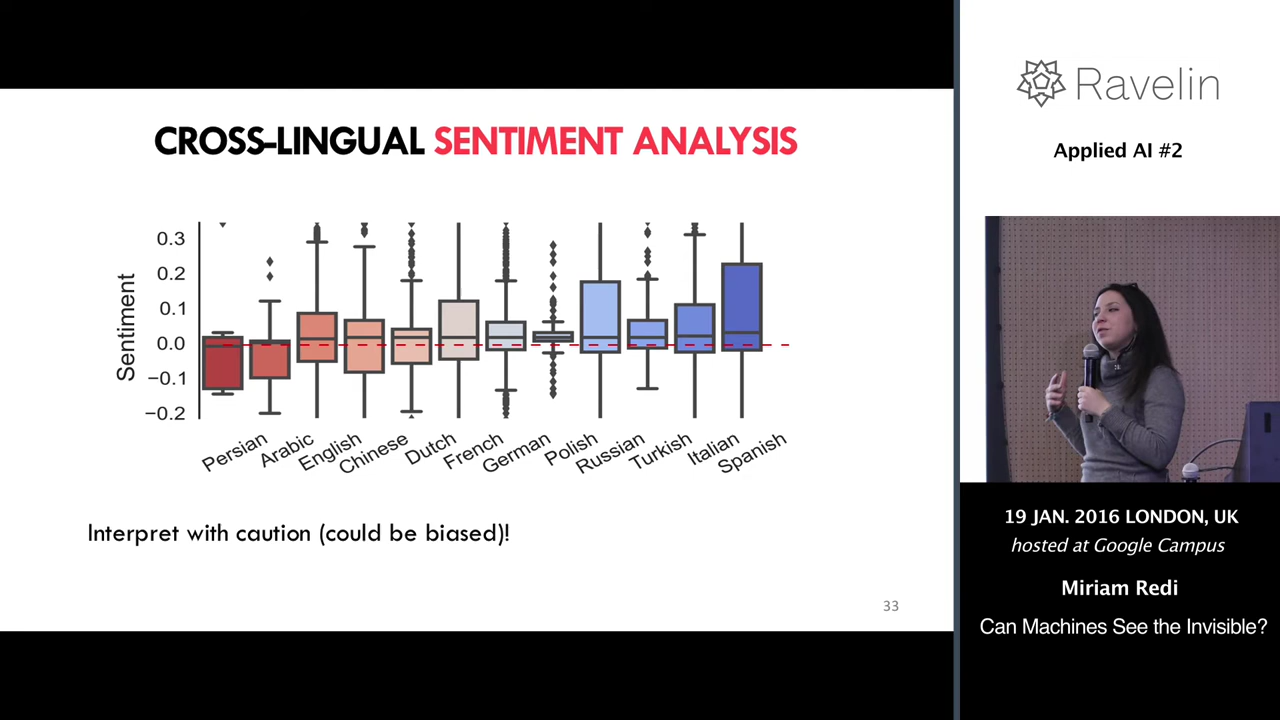 CROSS-LINGUAL SENTIMENT ANALYSIS
Sentiment
0.3
0.2
0.1
0.0
−0.1
−0.2
Persian
Arabic
English
Chinese
Dutch
French
German
Polish
Russian
Turkish
Italian
Spanish
Interpret with caution (could be biased)!
33
Ravelin
Applied AI #2
19 JAN. 2016 LONDON, UK
hosted at Google Campus
Miriam Redi
Can Machines See the Invisible?